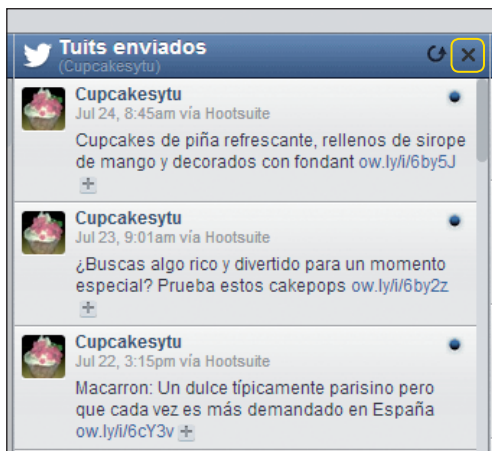 Tuits enviados
(Cupcakesytu)
Cupcakesytu
Jul 24, 8:45am vía Hootsuite
Cupcakes de piña refrescante, rellenos de sirope
de mango y decorados con fondant ow.ly/i/6by5J
Cupcakesytu
Jul 23, 9:01am vía Hootsuite
¿Buscas algo rico y divertido para un momento
especial? Prueba estos cakepops ow.ly/i/6by2z
Cupcakesytu
Jul 22, 3:15pm vía Hootsuite
Macarron: Un dulce típicamente parisino pero
que cada vez es más demandado en España
ow.ly/i/6cY3v